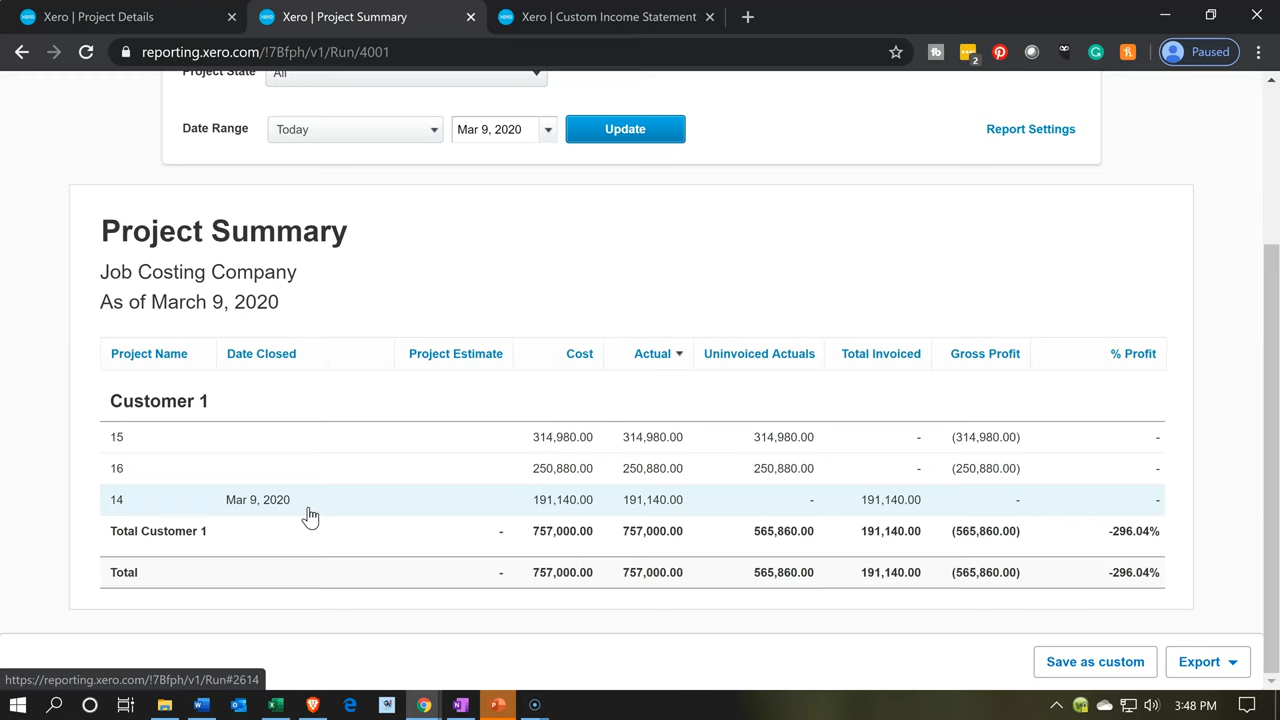 Xero | Project Details
Xero | Project Summary
Xero | Custom Income Statement
reporting.xero.com/!7Bfph/v1/Run/4001
2
Paused
Project State
All
Date Range
Today
Mar 9, 2020
Update
Report Settings
Project Summary
Job Costing Company
As of March 9, 2020
Project Name Date Closed Project Estimate Cost Actual Uninvoiced Actuals Total Invoiced Gross Profit % Profit
Customer 1
15 314,980.00 314,980.00 314,980.00 - (314,980.00) -
16 250,880.00 250,880.00 250,880.00 - (250,880.00) -
14 Mar 9, 2020 191,140.00 191,140.00 - 191,140.00 - -
Total Customer 1 - 757,000.00 757,000.00 565,860.00 191,140.00 (565,860.00) -296.04%
Total - 757,000.00 757,000.00 565,860.00 191,140.00 (565,860.00) -296.04%
Save as custom
Export
https://reporting.xero.com/!7Bfph/v1/Run#2614
3:48 PM